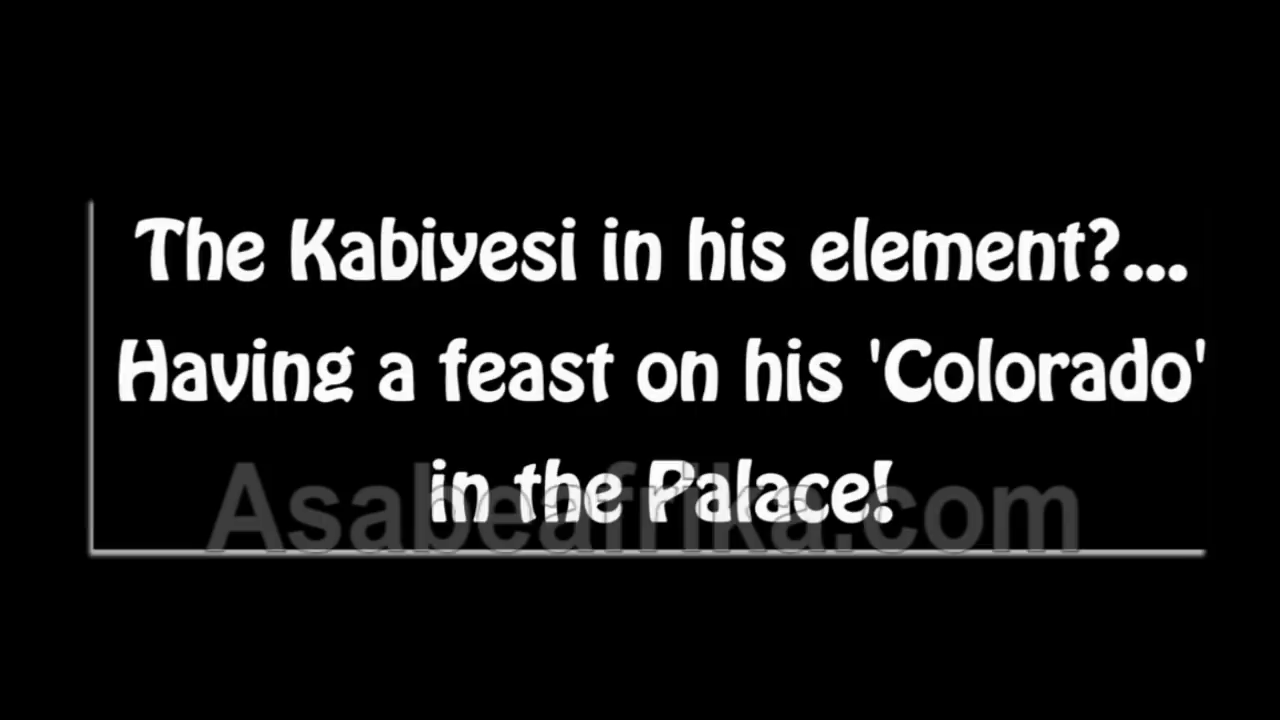 The Kabiyesi in his element?...
Having a feast on his 'Colorado'
in the Palace!
Asabeafrika.com